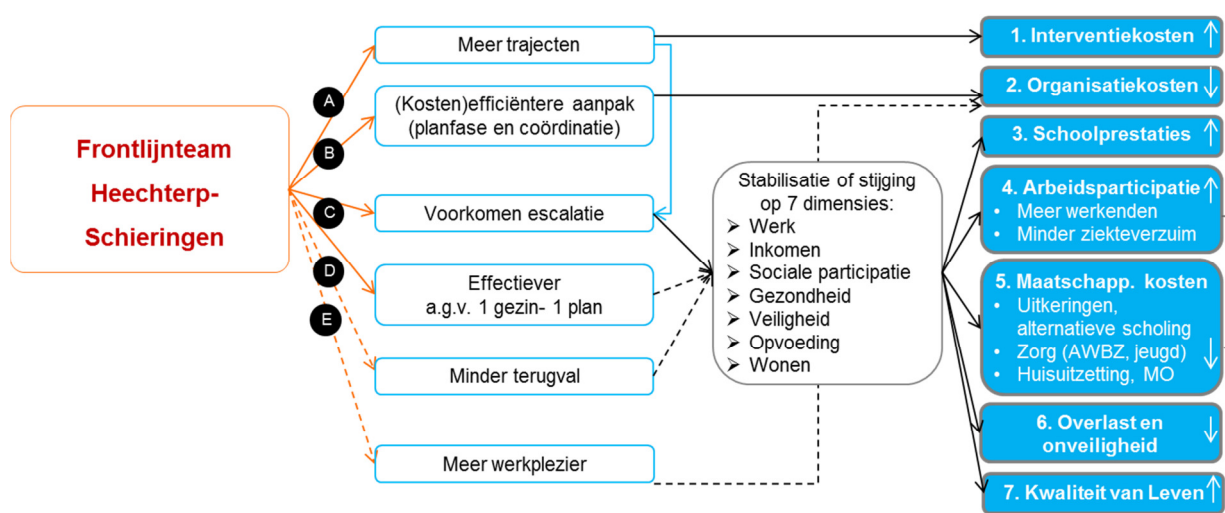 Frontlijnteam
Heechterp-
Schieringen
A
B
C
D
E
Meer trajecten
(Kosten)efficiëntere aanpak
(planfase en coördinatie)
Voorkomen escalatie
Effectiever
a.g.v. 1 gezin- 1 plan
Minder terugval
Meer werkplezier
Stabilisatie of stijging
op 7 dimensies:
➢ Werk
➢ Inkomen
➢ Sociale participatie
➢ Gezondheid
➢ Veiligheid
➢ Opvoeding
➢ Wonen
1. Interventiekosten ↑
2. Organisatiekosten ↓
3. Schoolprestaties ↑
4. Arbeidsparticipatie ↑
• Meer werkenden
• Minder ziekteverzuim
5. Maatschapp. kosten
• Uitkeringen,
alternatieve scholing
• Zorg (AWBZ, jeugd) ↓
• Huisuitzetting, MO
6. Overlast en
onveiligheid ↓
7. Kwaliteit van Leven ↑